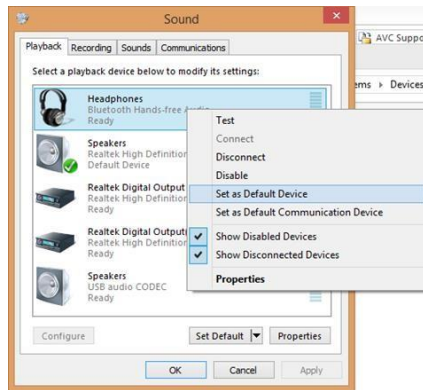 Sound
AVC Suppo
Playback Recording Sounds Communications
ems Devices
Select a playback device below to modify its settings:
Headphones
Bluetooth Hands-free Audio
Ready
Speakers
Realtek High Definition
Default Device
Realtek Digital Output
Realtek High Definition
Ready
Realtek Digital Output
Realtek High Definition
Ready
Speakers
USB audio CODEC
Ready
Test
Connect
Disconnect
Disable
Set as Default Device
Set as Default Communication Device
Show Disabled Devices
Show Disconnected Devices
Properties
Configure Set Default Properties
OK Cancel Apply